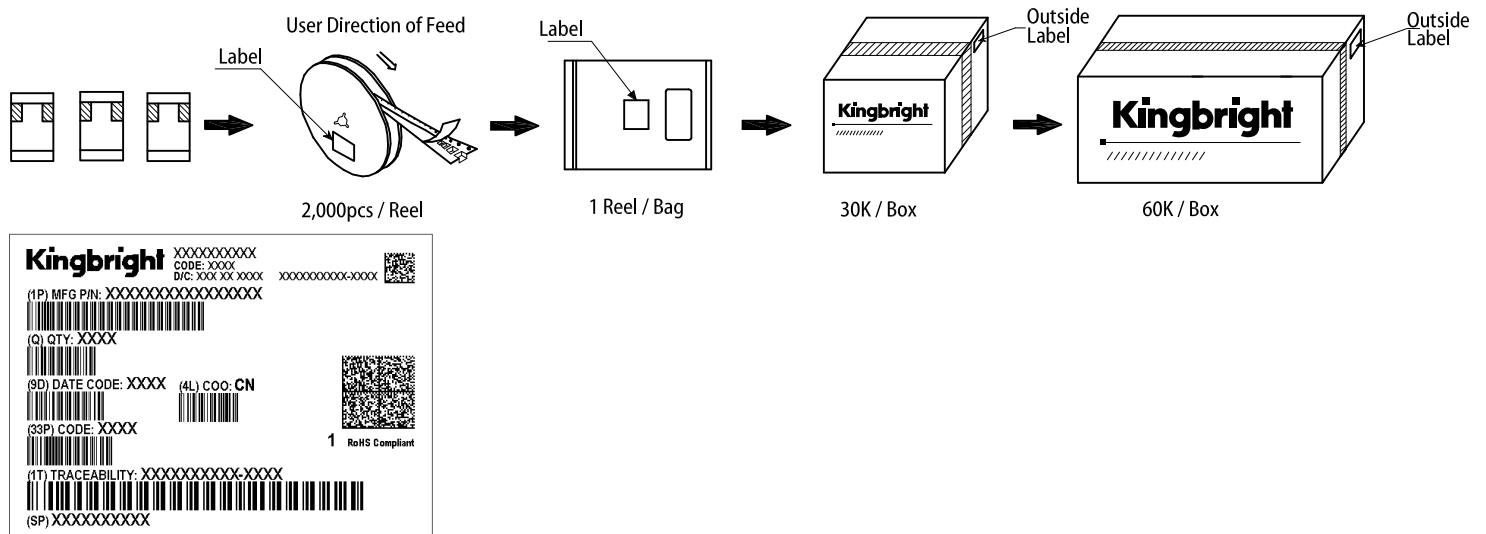 User Direction of Feed
Label
Label
Outside
Label
Outside
Label
Kingbright
Kingbright
2,000pcs / Reel
1 Reel / Bag
30K / Box
60K / Box
Kingbright
XXXXXXXXXX
CODE: XXXX
D/C: XXX XX XXXX XXXXXXXXXX-XXXX
(1P) MFG P/N: XXXXXXXXXXXXXXXX
(Q) QTY: XXXX
(9D) DATE CODE: XXXX (4L) COO: CN
(33P) CODE: XXXX
1 RoHS Compliant
(1T) TRACEABILITY: XXXXXXXXXX-XXXX
(SP) XXXXXXXXXX